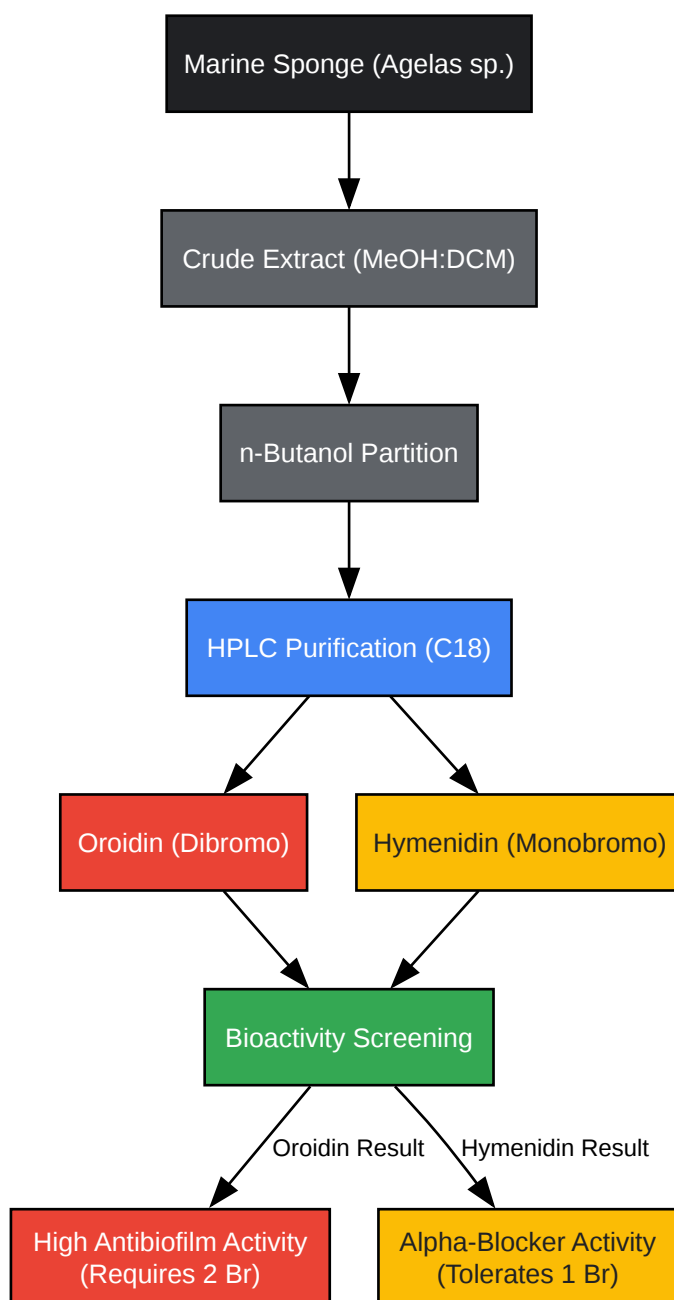 Marine Sponge (Agelas sp.)
Crude Extract (MeOH:DCM)
n-Butanol Partition
HPLC Purification (C18)
Oroidin (Dibromo)
Hymenidin (Monobromo)
Bioactivity Screening
Oroidin Result
Hymenidin Result
High Antibiofilm Activity
(Requires 2 Br)
Alpha-Blocker Activity
(Tolerates 1 Br)